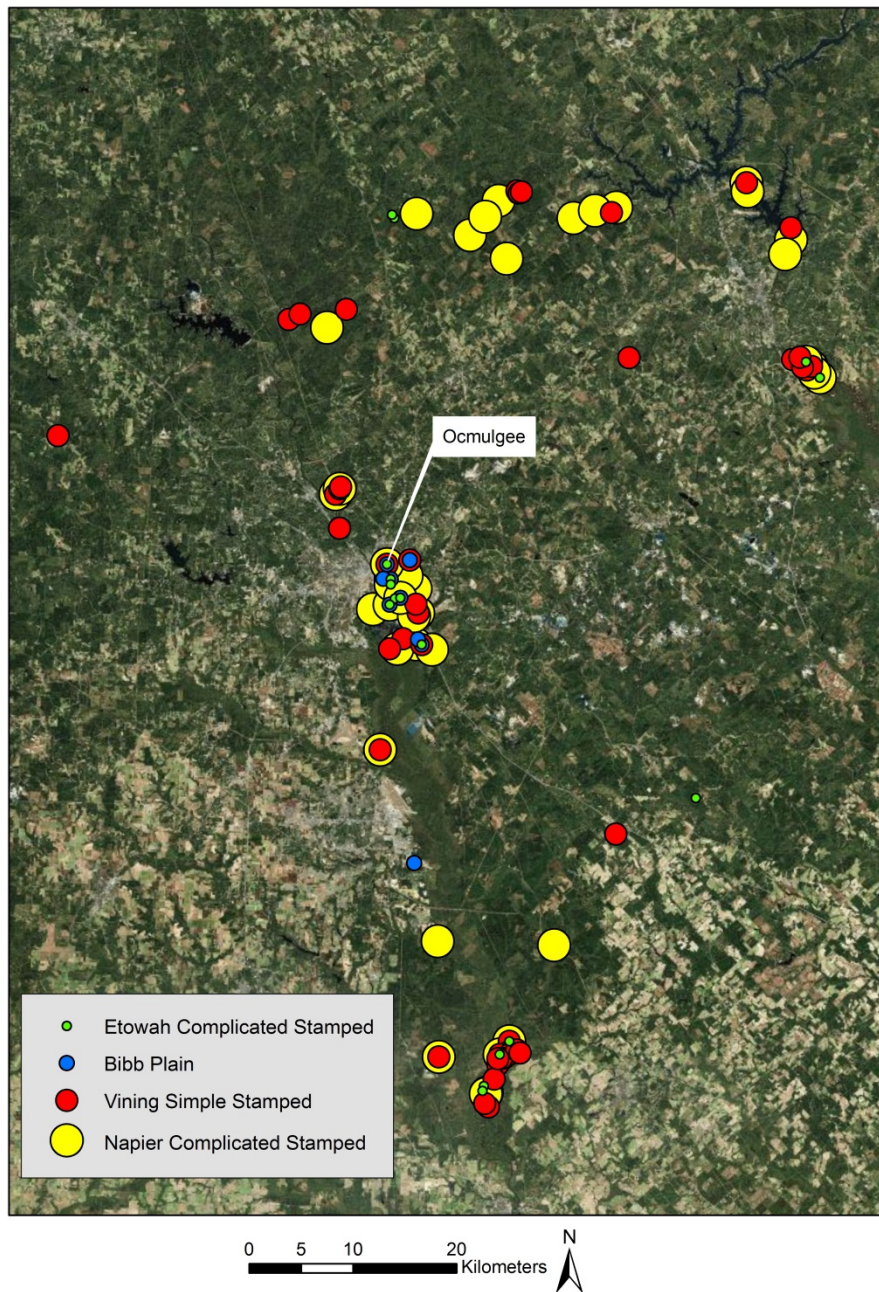 Ocmulgee
Etowah Complicated Stamped
Bibb Plain
Vining Simple Stamped
Napier Complicated Stamped
0 5 10 20
Kilometers
N